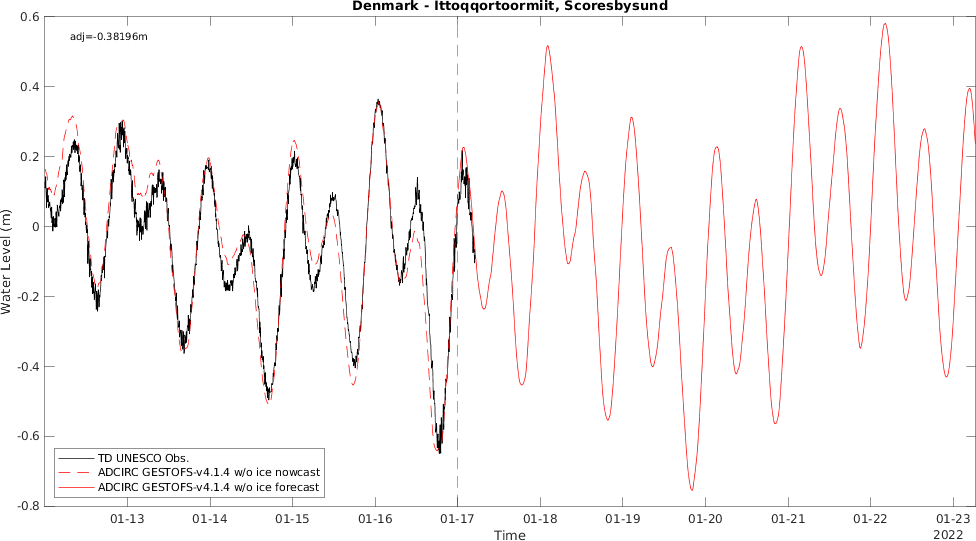 Denmark - Ittoqqortoormiit, Scoresbysund
adj=-0.38196m
Water Level (m)
0.6
0.4
0.2
0
-0.2
-0.4
-0.6
-0.8
TD UNESCO Obs.
ADCIRC GESTOFS-v4.1.4 w/o ice nowcast
ADCIRC GESTOFS-v4.1.4 w/o ice forecast
01-13 01-14 01-15 01-16 01-17 01-18 01-19 01-20 01-21 01-22 01-23
Time
2022